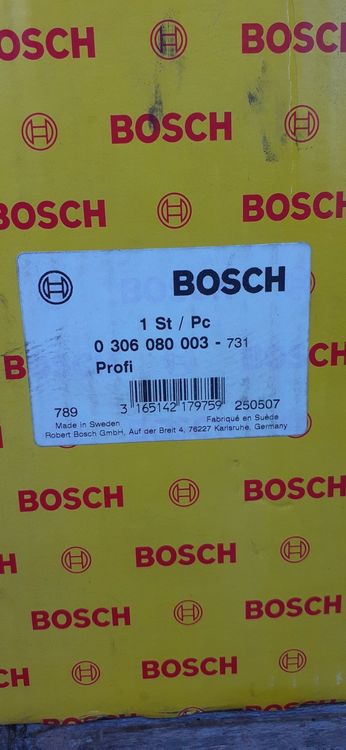 BOSCH BOSCH
BOSCH
BOSCH BOSCH
BOSCH
1 St / Pc
0 306 080 003 - 731
Profi
789 3 165142 179759 250507
Made in Sweden Fabriqué en Suède
Robert Bosch GmbH, Auf der Breit 4, 76227 Karlsruhe, Germany
BOSCH BOSCH
H BOSCH
BOSCH BOSCH
BOSCH
BOSCH BOSCH